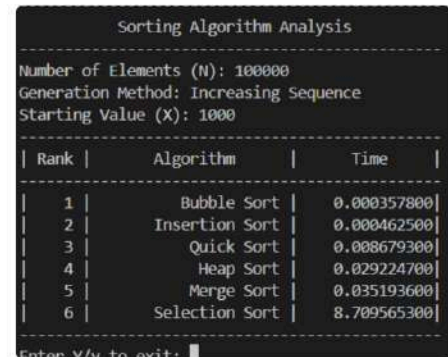 Sorting Algorithm Analysis
Number of Elements (N): 100000
Generation Method: Increasing Sequence
Starting Value (X): 1000
| Rank | Algorithm | Time |
| 1 | Bubble Sort | 0.000357800|
| 2 | Insertion Sort | 0.000462500|
| 3 | Quick Sort | 0.008679300|
| 4 | Heap Sort | 0.029224700|
| 5 | Merge Sort | 0.035193600|
| 6 | Selection Sort | 8.709565300|
Enter Y/y to exit: